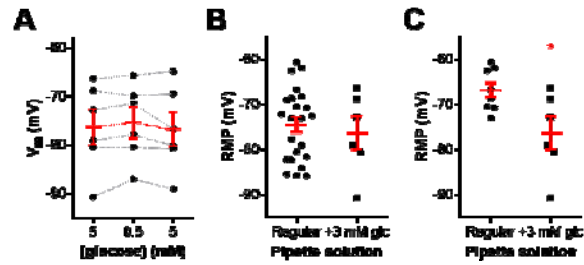 A
B
C
-60
-70
-80
-90
Vm (mV)
5 0.5 5
[glucose] (mM)
-60
-70
-80
-90
RMP (mV)
Regular +3 mM glc
Pipette solution
-60
-70
-80
-90
RMP (mV)
*
Regular +3 mM glc
Pipette solution